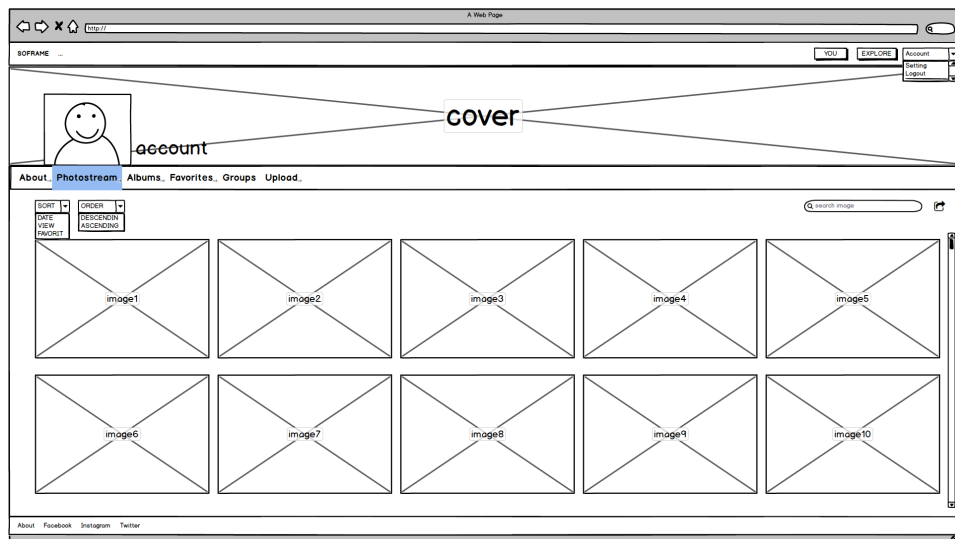 A Web Page
http://
SOFRAME ...
YOU EXPLORE Account
Setting
Logout
cover
account
About Photostream Albums Favorites Groups Upload
SORT ORDER search image
DATE DESCENDIN
VIEW ASCENDING
FAVORIT
image1 image2 image3 image4 image5
image6 image7 image8 image9 image10
About Facebook Instagram Twitter